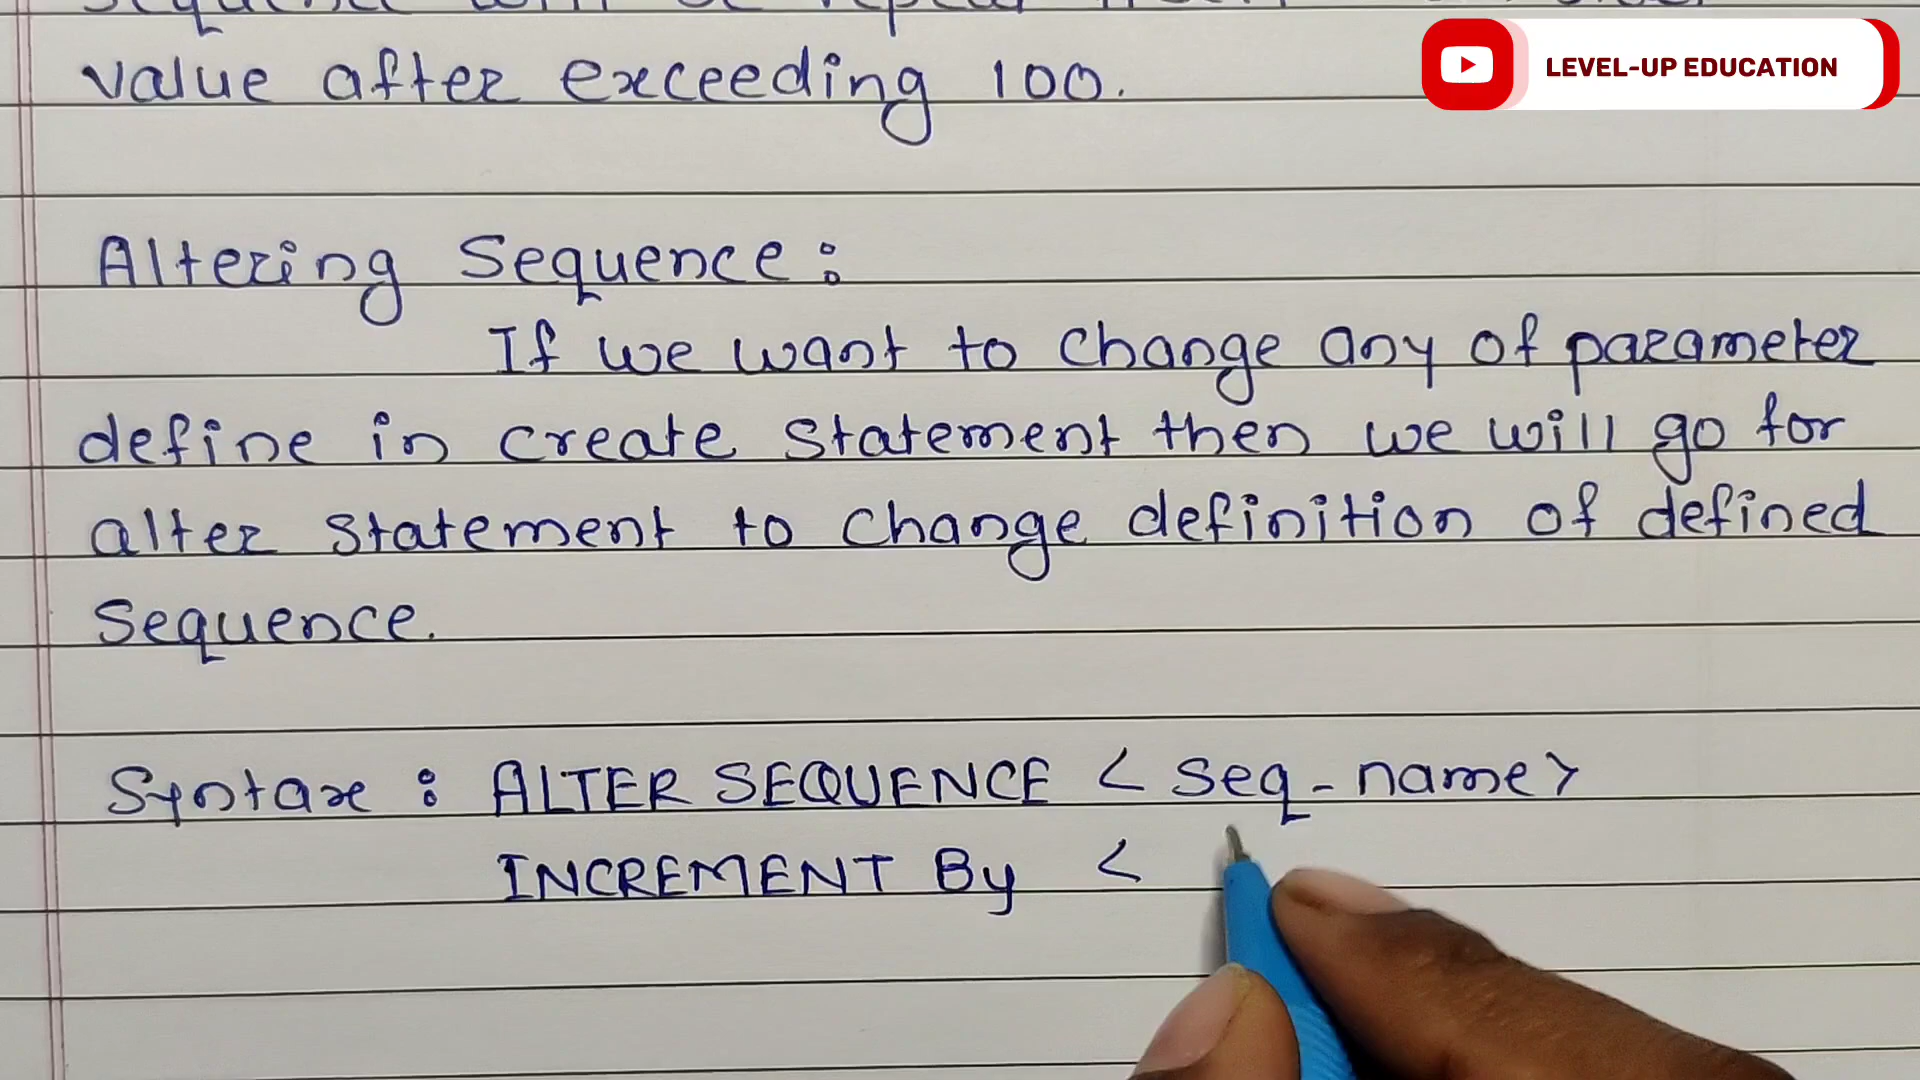 value after exceeding 100.
LEVEL-UP EDUCATION
Altering Sequence :
If we want to change any of parameter
define in create statement then we will go for
alter statement to change definition of defined
Sequence.
Syntax : ALTER SEQUENCE < seq_name>
INCREMENT By <